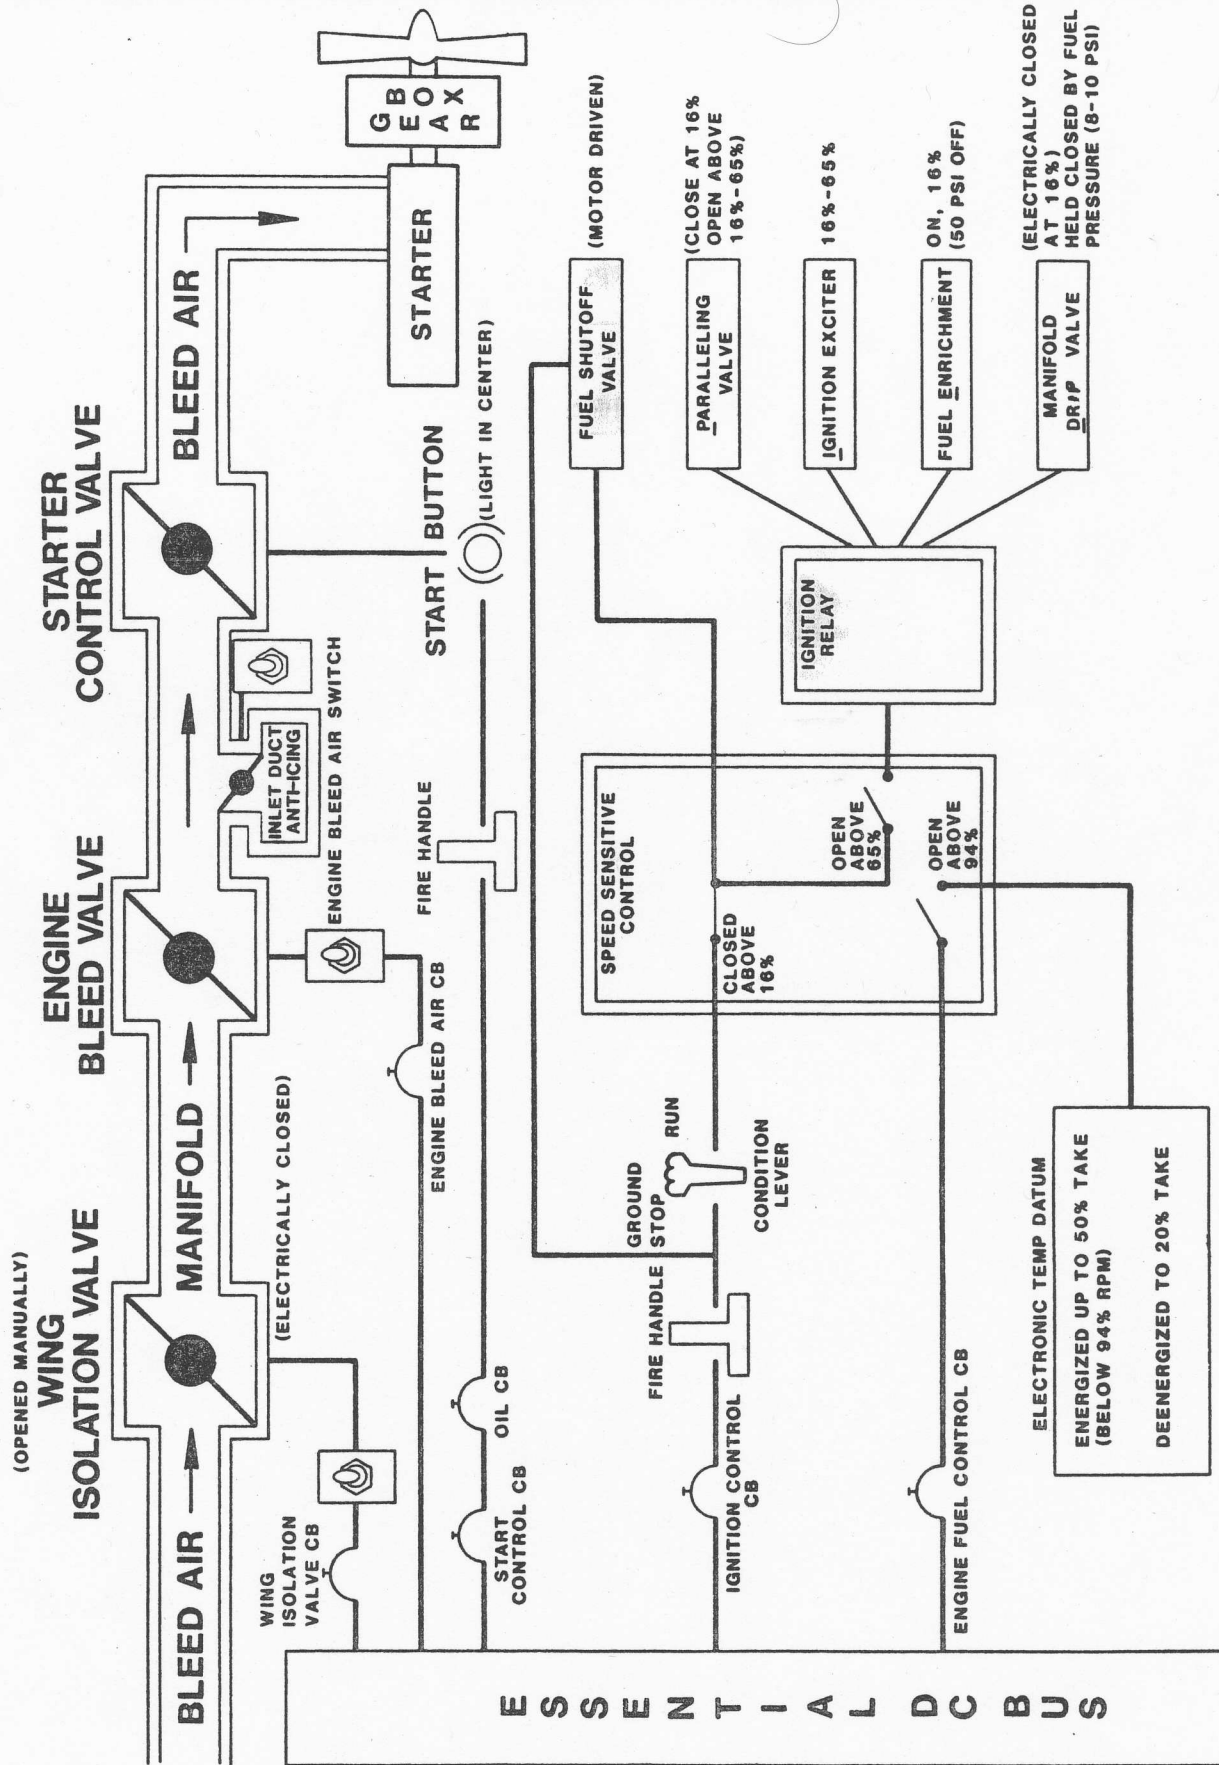 (OPENED MANUALLY)
WING
ISOLATION VALVE
ENGINE
BLEED VALVE
STARTER
CONTROL VALVE
BLEED AIR
MANIFOLD
BLEED AIR
GEAR
BOX
STARTER
INLET DUCT
ANTI-ICING
(ELECTRICALLY CLOSED)
ENGINE BLEED AIR SWITCH
WING
ISOLATION
VALVE CB
ENGINE BLEED AIR CB
FIRE HANDLE
START BUTTON
(LIGHT IN CENTER)
START
CONTROL CB
OIL CB
FUEL SHUTOFF
VALVE
(MOTOR DRIVEN)
SPEED SENSITIVE
CONTROL
GROUND
STOP
RUN
FIRE HANDLE
CONDITION
LEVER
IGNITION CONTROL
CB
CLOSED
ABOVE
16%
OPEN
ABOVE
65%
OPEN
ABOVE
94%
IGNITION
RELAY
PARALLELING
VALVE
(CLOSE AT 16%
OPEN ABOVE
16%-65%)
IGNITION EXCITER
16%-65%
FUEL ENRICHMENT
ON, 16%
(50 PSI OFF)
MANIFOLD
DRIP VALVE
(ELECTRICALLY CLOSED
AT 16%)
HELD CLOSED BY FUEL
PRESSURE (8-10 PSI)
ENGINE FUEL CONTROL CB
ELECTRONIC TEMP DATUM
ENERGIZED UP TO 50% TAKE
(BELOW 94% RPM)
DEENERGIZED TO 20% TAKE
ESSENTIAL DC BUS